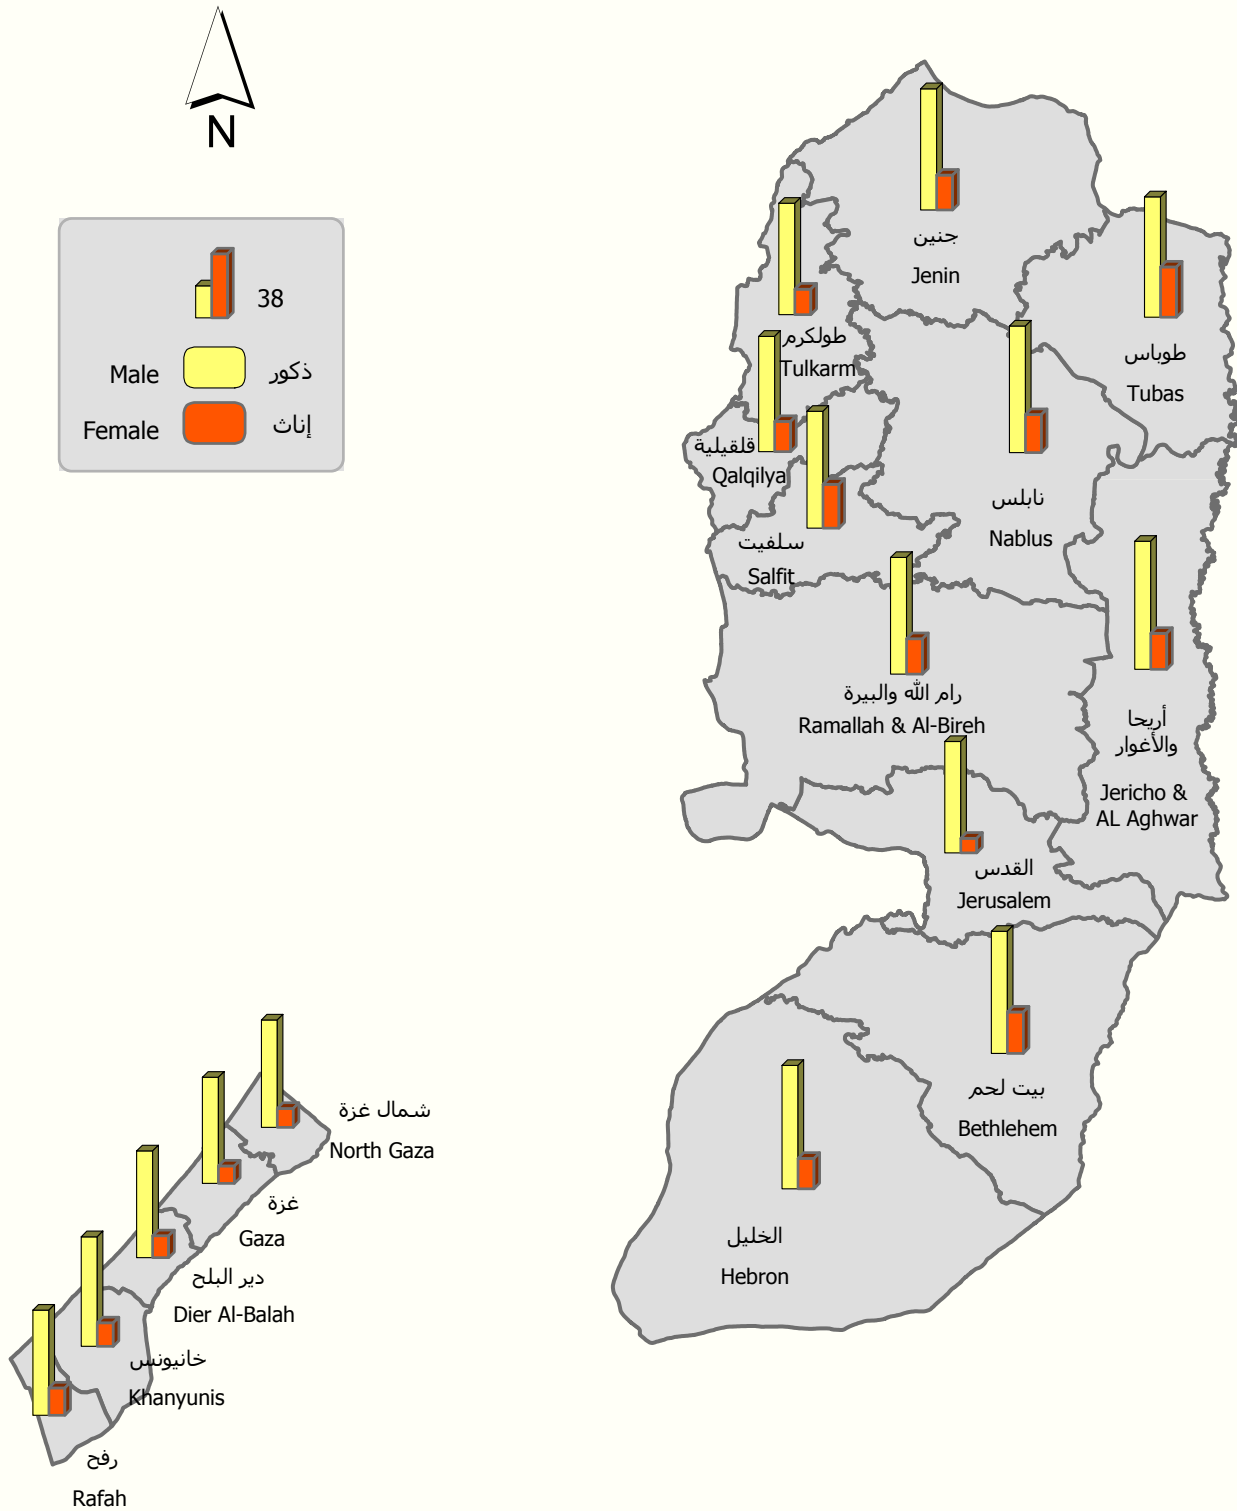 N
38
Male
ذكور
Female
إناث
جنين
Jenin
طوباس
Tubas
طولكرم
Tulkarm
قلقيلية
Qalqilya
نابلس
Nablus
سلفيت
Salfit
رام الله والبيرة
Ramallah & Al-Bireh
أريحا
والأغوار
Jericho &
AL Aghwar
القدس
Jerusalem
بيت لحم
Bethlehem
الخليل
Hebron
شمال غزة
North Gaza
غزة
Gaza
دير البلح
Dier Al-Balah
خانيونس
Khanyunis
رفح
Rafah